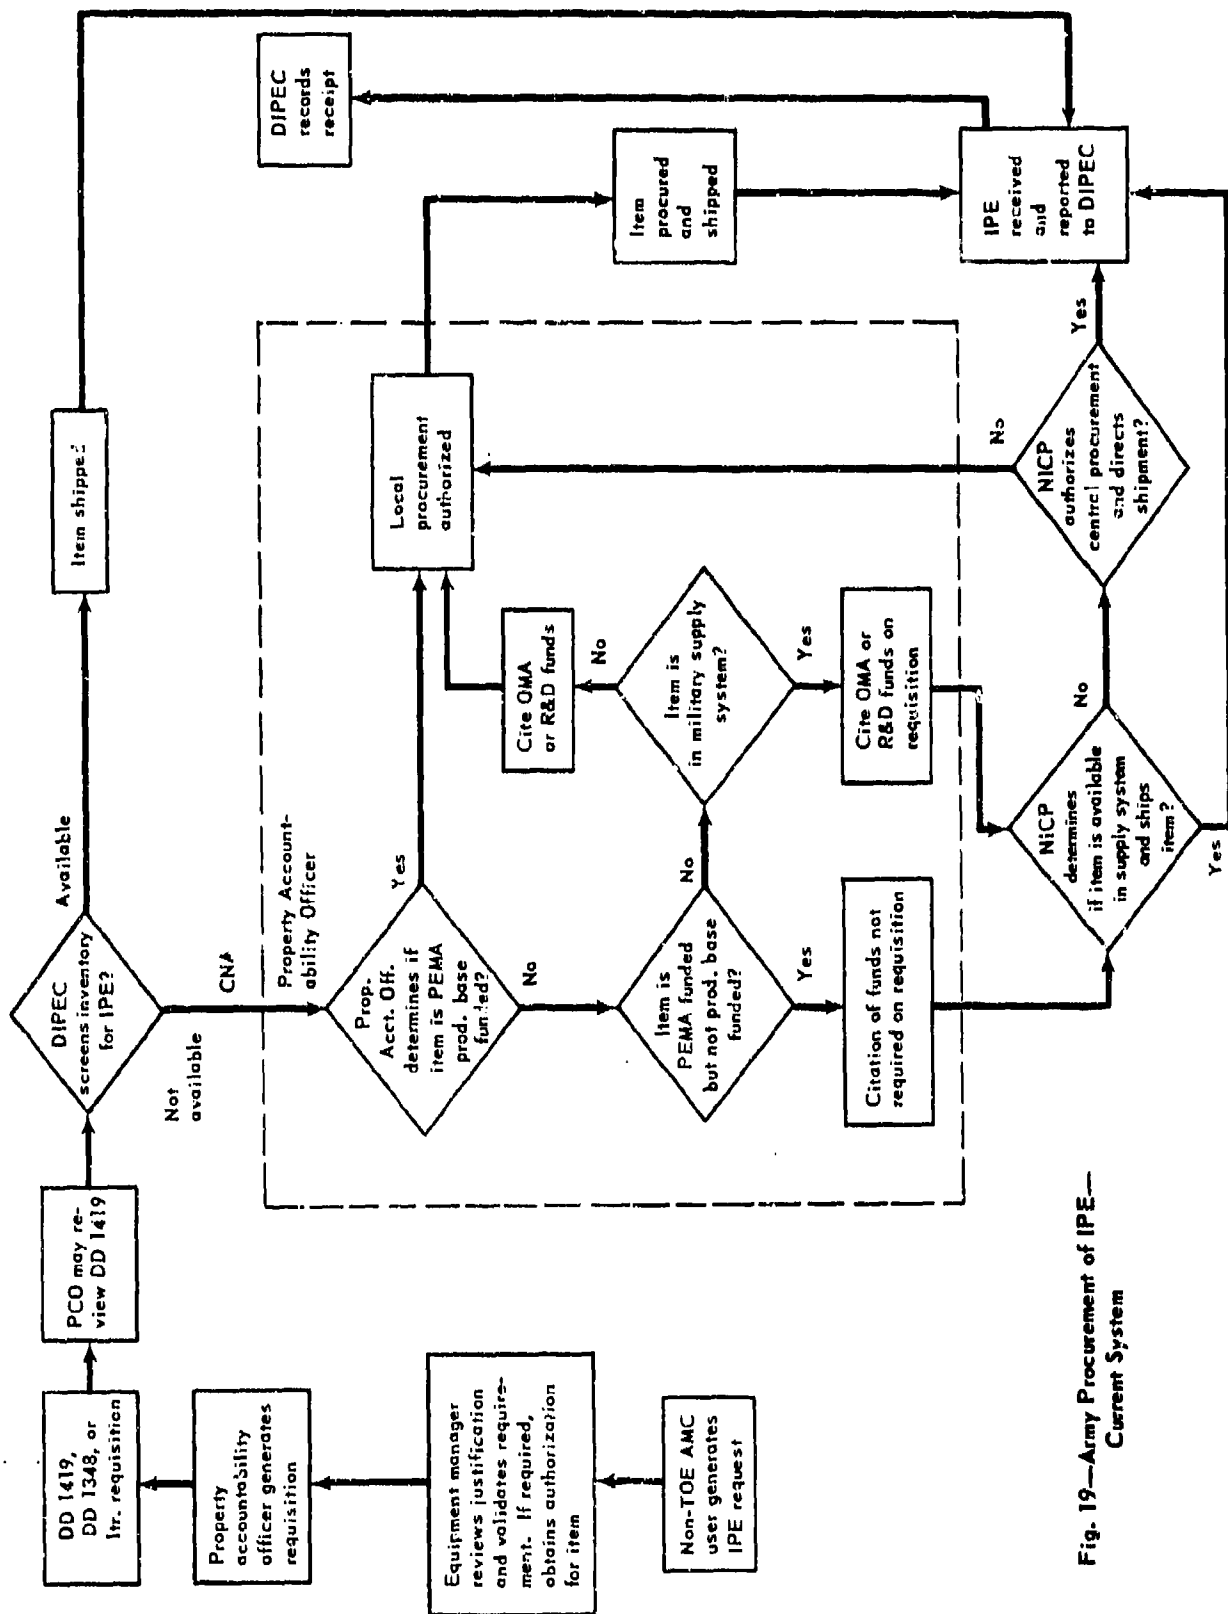 Non-TOE AMC
user generates
IPE request
Equipment manager
reviews justification
and validates require-
ment. If required,
obtains authorization
for item
Property
accountability
officer generates
requisition
DD 1419,
DD 1348, or
ltr. requisition
PCO may re-
view DD 1419
DIPEC
screens inventory
for IPE?
Available
Item shipped
Not
available
CNA
Property Account-
ability Officer
Prop.
Acct. Off.
determines if
item is PEMA
prod. base
funded?
Yes
No
Local
procurement
authorized
Item is
PEMA funded
but not prod. base
funded?
No
Yes
Item is
in military supply
system?
No
Yes
Cite OMA
or R&D funds
Cite OMA or
R&D funds on
requisition
Citation of funds not
required on requisition
NICP
determines
if item is available
in supply system
and ships
item?
No
Yes
NICP
authorizes
central procurement
and directs
shipment?
No
Yes
Item
procured
and
shipped
IPE
received
and
reported
to DIPEC
DIPEC
records
receipt
Fig. 19—Army Procurement of IPE—
Current System